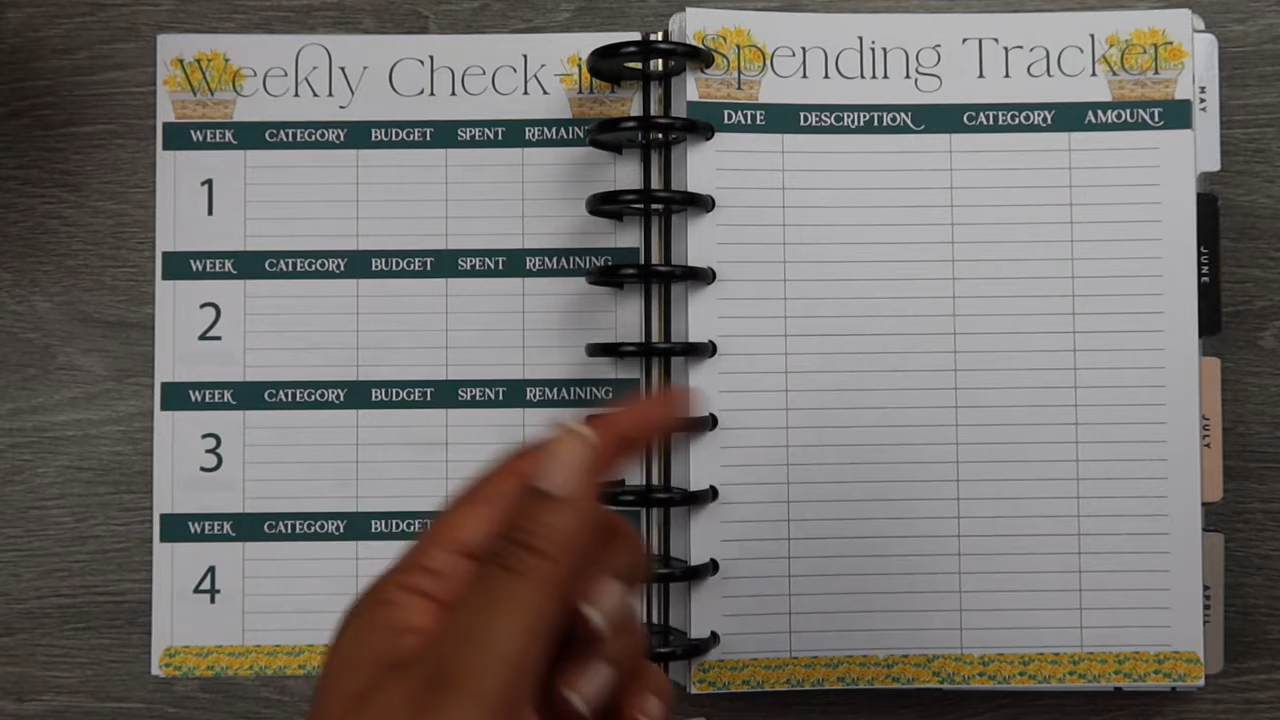 Weekly Check-in
WEEK CATEGORY BUDGET SPENT
1
WEEK CATEGORY BUDGET SPENT REMAINING
2
WEEK CATEGORY BUDGET SPENT REMAINING
3
WEEK CATEGORY BUDGET
4
Spending Tracker
DATE DESCRIPTION CATEGORY AMOUNT
MAY
JUNE
JULY
APRIL